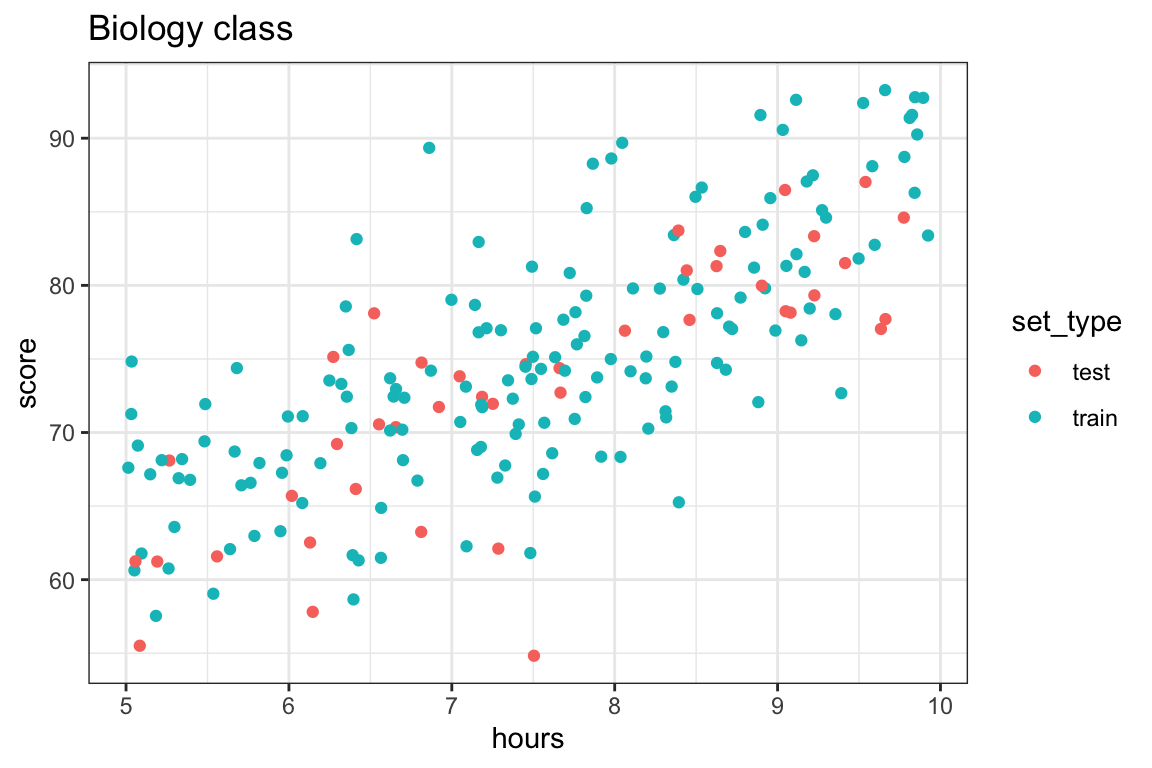 Biology class
score
90
80
70
60
5 6 7 8 9 10
hours
set_type
test
train